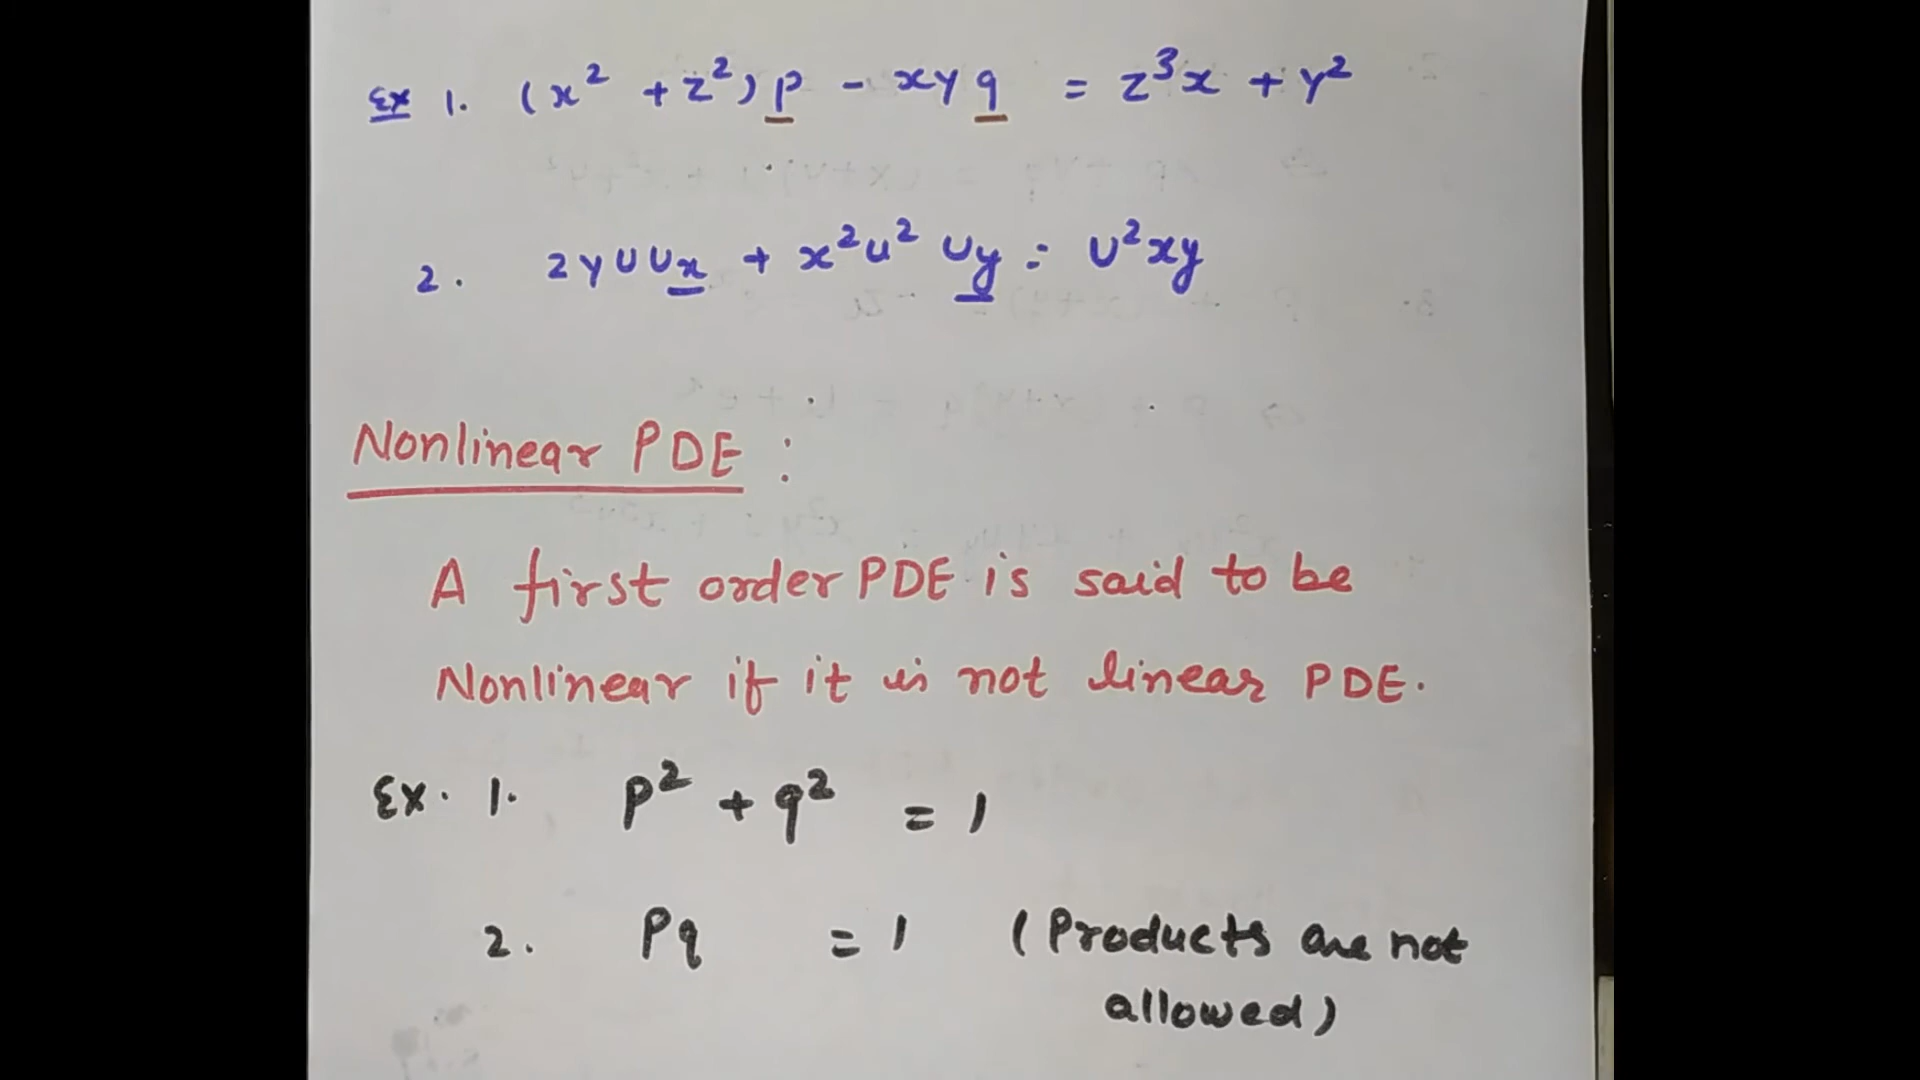 Ex 1. (x² + z²) p - xy q = z³x + y²
2. 2yUUx + x²u² Uy = U²xy
Nonlinear PDE :
A first order PDE is said to be
Nonlinear if it is not linear PDE.
Ex. 1. p² + q² = 1
2. Pq = 1 (Products are not
allowed)